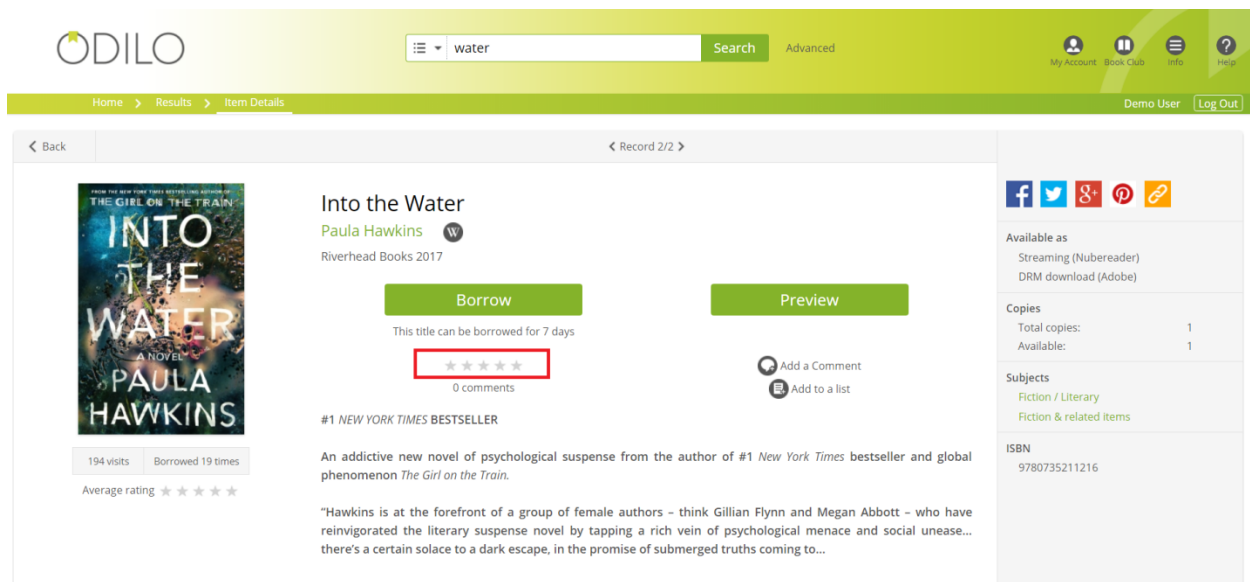 ODILO
water
Search
Advanced
My Account
Book Club
Info
Help
Home
Results
Item Details
Demo User
Log Out
Back
Record 2/2
FROM THE NEW YORK TIMES BESTSELLING AUTHOR OF
THE GIRL ON THE TRAIN
INTO
THE
WATER
A NOVEL
PAULA
HAWKINS
194 visits
Borrowed 19 times
Average rating
Into the Water
Paula Hawkins
W
Riverhead Books 2017
Borrow
Preview
This title can be borrowed for 7 days
0 comments
Add a Comment
Add to a list
#1 NEW YORK TIMES BESTSELLER
An addictive new novel of psychological suspense from the author of #1 New York Times bestseller and global
phenomenon The Girl on the Train.
“Hawkins is at the forefront of a group of female authors – think Gillian Flynn and Megan Abbott – who have
reinvigorated the literary suspense novel by tapping a rich vein of psychological menace and social unease...
there’s a certain solace to a dark escape, in the promise of submerged truths coming to...
Available as
Streaming (Nubereader)
DRM download (Adobe)
Copies
Total copies: 1
Available: 1
Subjects
Fiction / Literary
Fiction & related items
ISBN
9780735211216